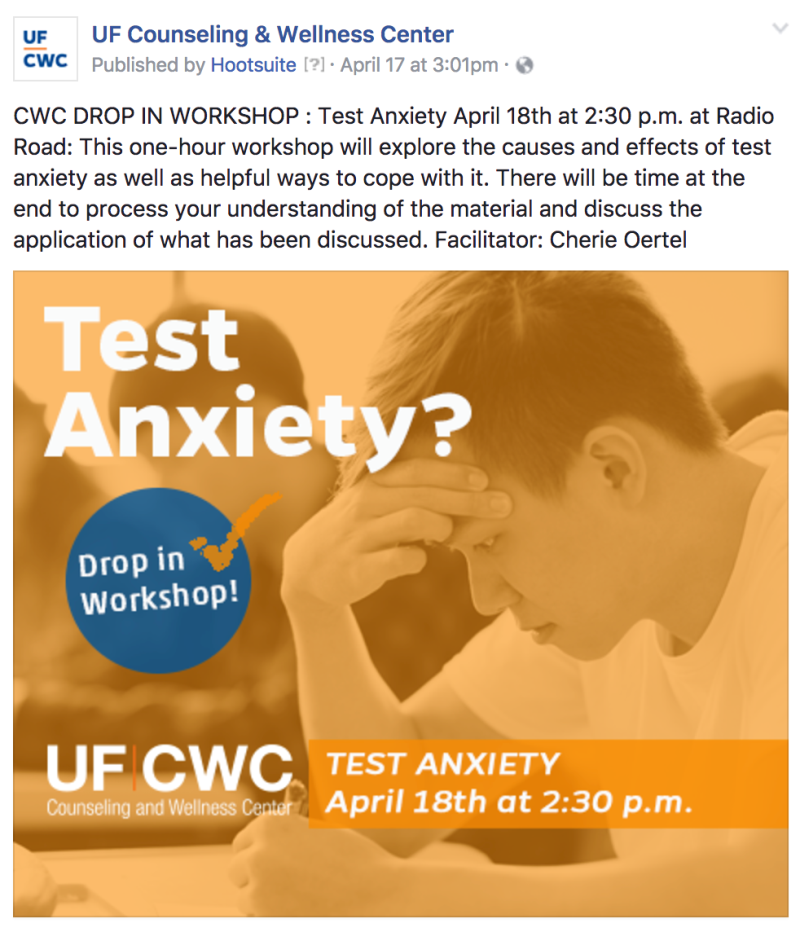 UF
CWC
UF Counseling & Wellness Center
Published by Hootsuite [?] · April 17 at 3:01pm ·
CWC DROP IN WORKSHOP : Test Anxiety April 18th at 2:30 p.m. at Radio
Road: This one-hour workshop will explore the causes and effects of test
anxiety as well as helpful ways to cope with it. There will be time at the
end to process your understanding of the material and discuss the
application of what has been discussed. Facilitator: Cherie Oertel
Test
Anxiety?
Drop in
Workshop!
UF|CWC
Counseling and Wellness Center
TEST ANXIETY
April 18th at 2:30 p.m.